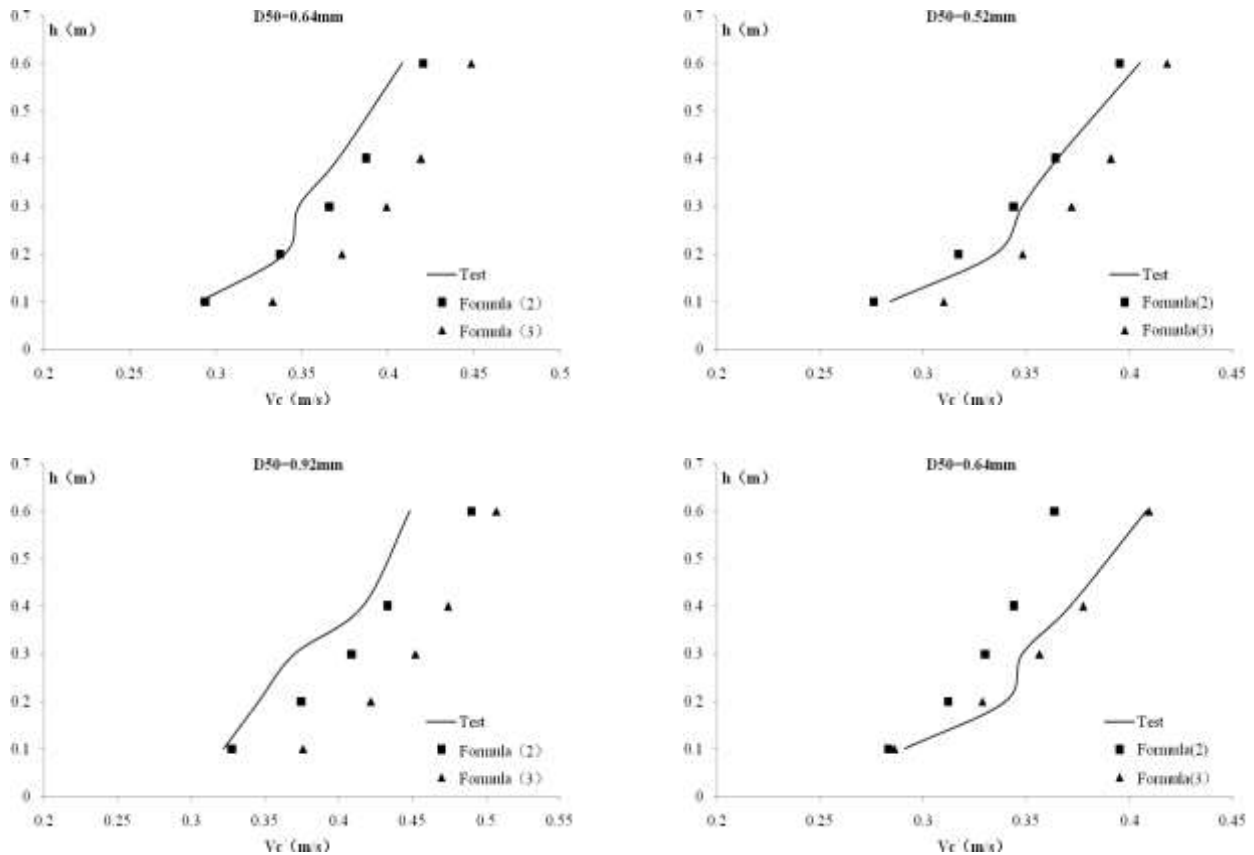 D50=0.64mm
h（m）
0.7
0.6
0.5
0.4
0.3
0.2
0.1
0
Test
Formula（2）
Formula（3）
0.2 0.25 0.3 0.35 0.4 0.45 0.5
Vc（m/s）
D50=0.52mm
h（m）
0.7
0.6
0.5
0.4
0.3
0.2
0.1
0
Test
Formula(2)
Formula(3)
0.2 0.25 0.3 0.35 0.4 0.45
Vc（m/s）
D50=0.92mm
h（m）
0.7
0.6
0.5
0.4
0.3
0.2
0.1
0
Test
Formula（2）
Formula（3）
0.2 0.25 0.3 0.35 0.4 0.45 0.5 0.55
Vc（m/s）
D50=0.64mm
h（m）
0.7
0.6
0.5
0.4
0.3
0.2
0.1
0
Test
Formula(2)
Formula(3）
0.2 0.25 0.3 0.35 0.4 0.45
Vc（m/s）